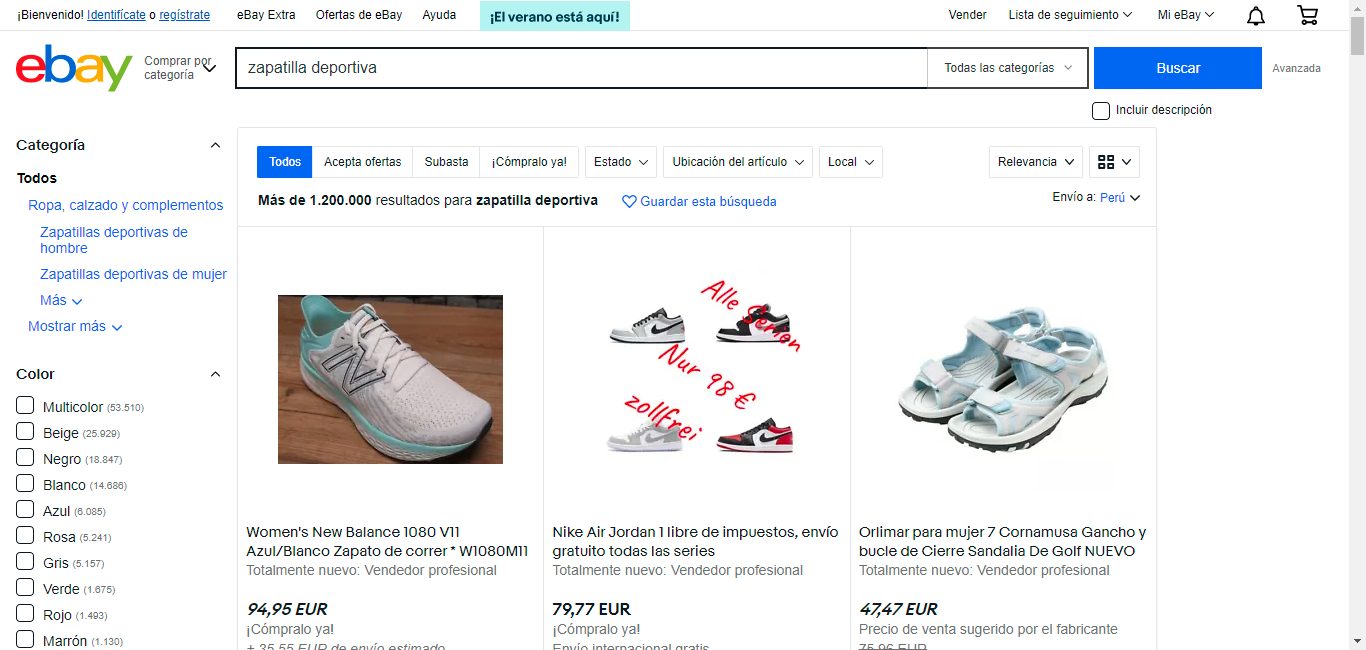 ¡Bienvenido! Identifícate o regístrate
eBay Extra
Ofertas de eBay
Ayuda
¡El verano está aquí!
Vender
Lista de seguimiento
Mi eBay
ebay
Comprar por
categoría
zapatilla deportiva
Todas las categorías
Buscar
Avanzada
Incluir descripción
Categoría
Todos
Ropa, calzado y complementos
Zapatillas deportivas de
hombre
Zapatillas deportivas de mujer
Más
Mostrar más
Color
Multicolor (53.510)
Beige (25.929)
Negro (18.847)
Blanco (14.686)
Azul (6.085)
Rosa (5.241)
Gris (5.157)
Verde (1.675)
Rojo (1.493)
Marrón (1.130)
Todos
Acepta ofertas
Subasta
¡Cómpralo ya!
Estado
Ubicación del artículo
Local
Relevancia
Más de 1.200.000 resultados para zapatilla deportiva
Guardar esta búsqueda
Envío a: Perú
Women's New Balance 1080 V11
Azul/Blanco Zapato de correr * W1080M11
Totalmente nuevo: Vendedor profesional
94,95 EUR
¡Cómpralo ya!
+ 35,55 EUR de envío estimado
Alle Serien
Nur 98 €
zollfrei
Nike Air Jordan 1 libre de impuestos, envío
gratuito todas las series
Totalmente nuevo: Vendedor profesional
79,77 EUR
¡Cómpralo ya!
Envío internacional gratis
Orlimar para mujer 7 Cornamusa Gancho y
bucle de Cierre Sandalia De Golf NUEVO
Totalmente nuevo: Vendedor profesional
47,47 EUR
Precio de venta sugerido por el fabricante
75,96 EUR